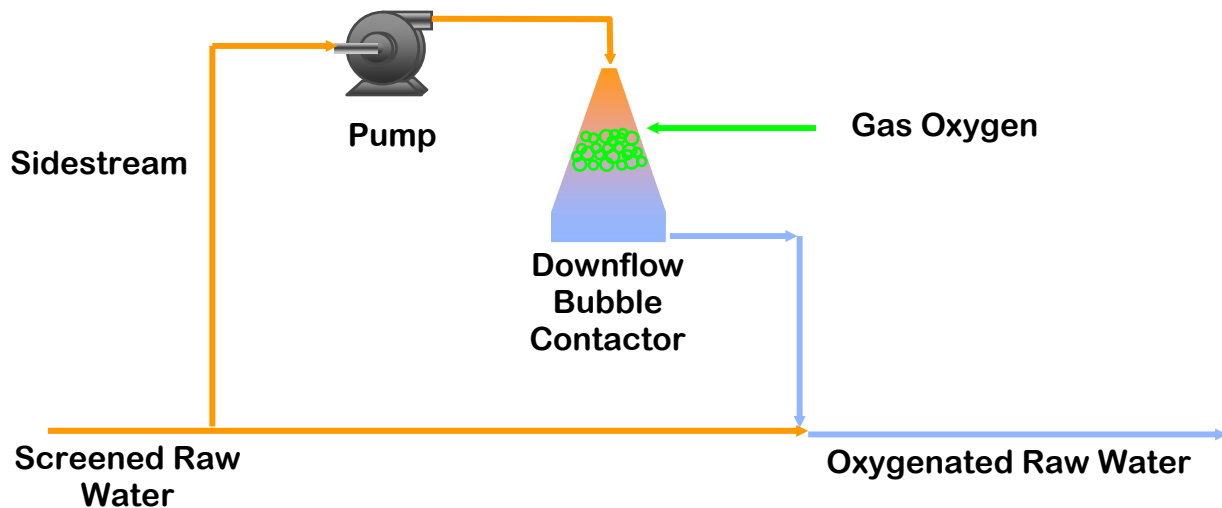 Pump
Gas Oxygen
Sidestream
Downflow
Bubble
Contactor
Screened Raw
Water
Oxygenated Raw Water